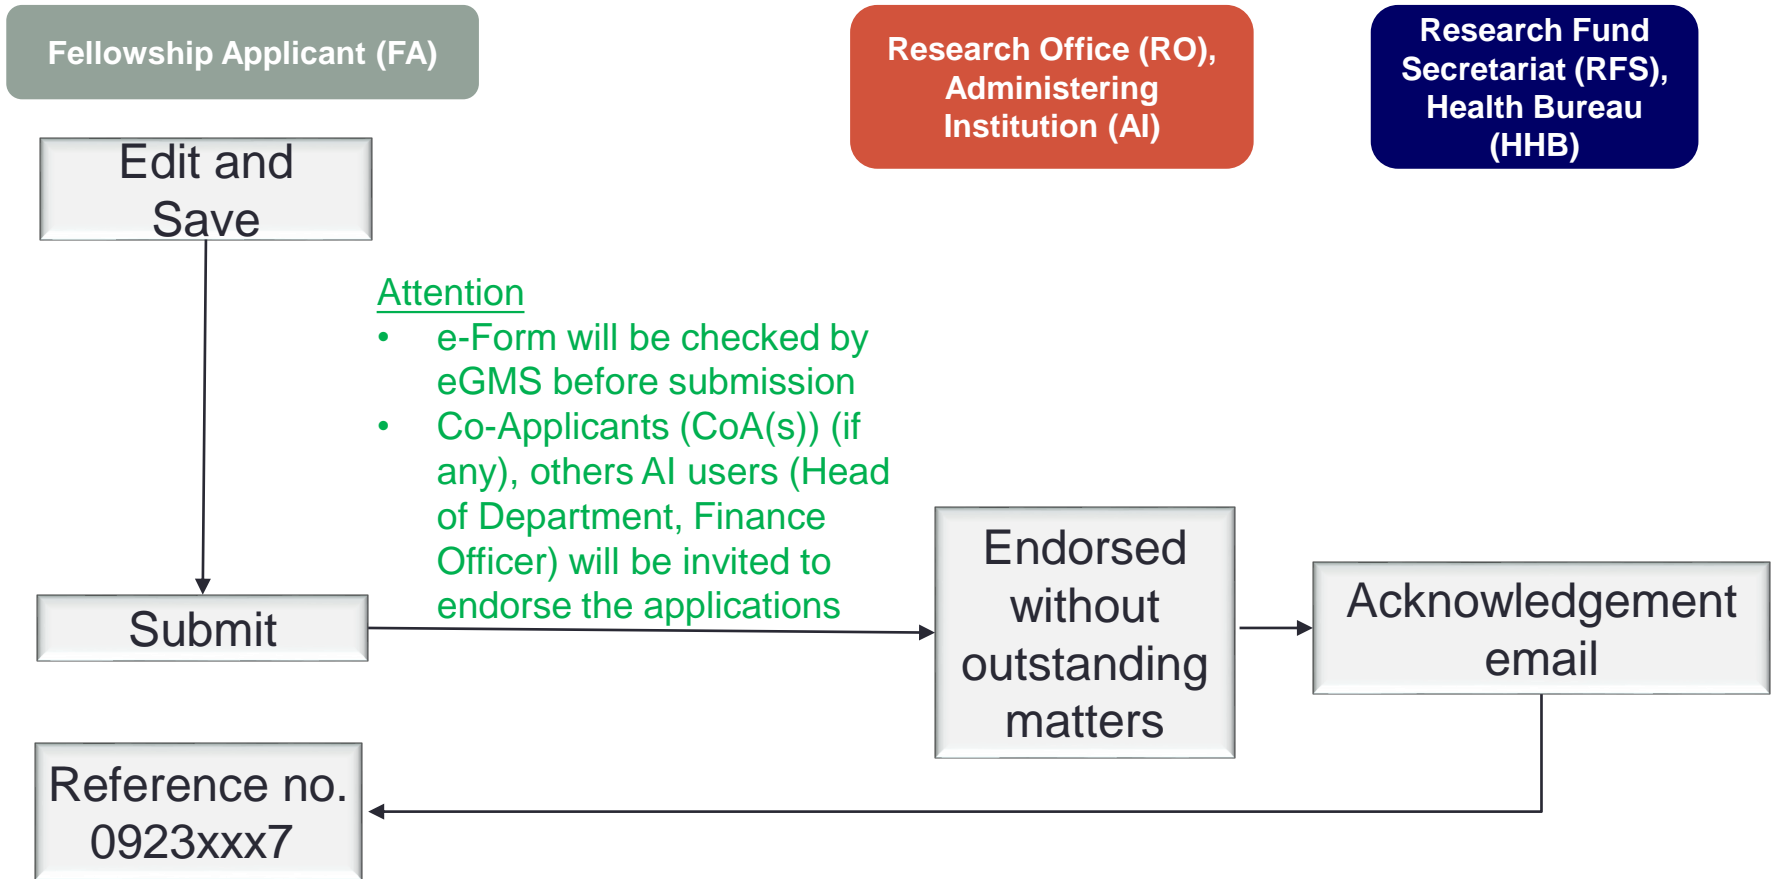 Fellowship Applicant (FA)
Research Office (RO),
Administering
Institution (AI)
Research Fund
Secretariat (RFS),
Health Bureau
(HHB)
Edit and
Save
Attention
• e-Form will be checked by
eGMS before submission
• Co-Applicants (CoA(s)) (if
any), others AI users (Head
of Department, Finance
Officer) will be invited to
endorse the applications
Submit
Endorsed
without
outstanding
matters
Acknowledgement
email
Reference no.
0923xxx7